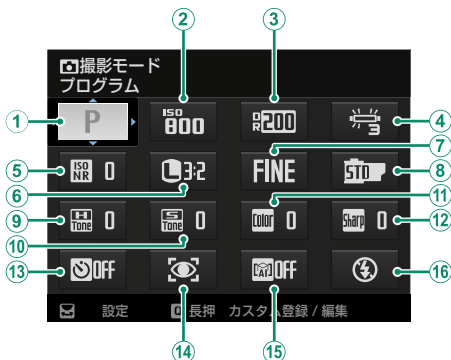 ② ③
撮影モード
プログラム
① P ISO 800 DR 200 3 ④
⑦
⑤ ISO NR 0 L 3:2 FINE STD ⑧
⑥ ⑪
⑨ H Tone 0 S Tone 0 Color 0 Sharp 0 ⑫
⑩
⑬ OFF AF OFF ⑯
設定 Q 長押 カスタム登録 / 編集
⑭ ⑮